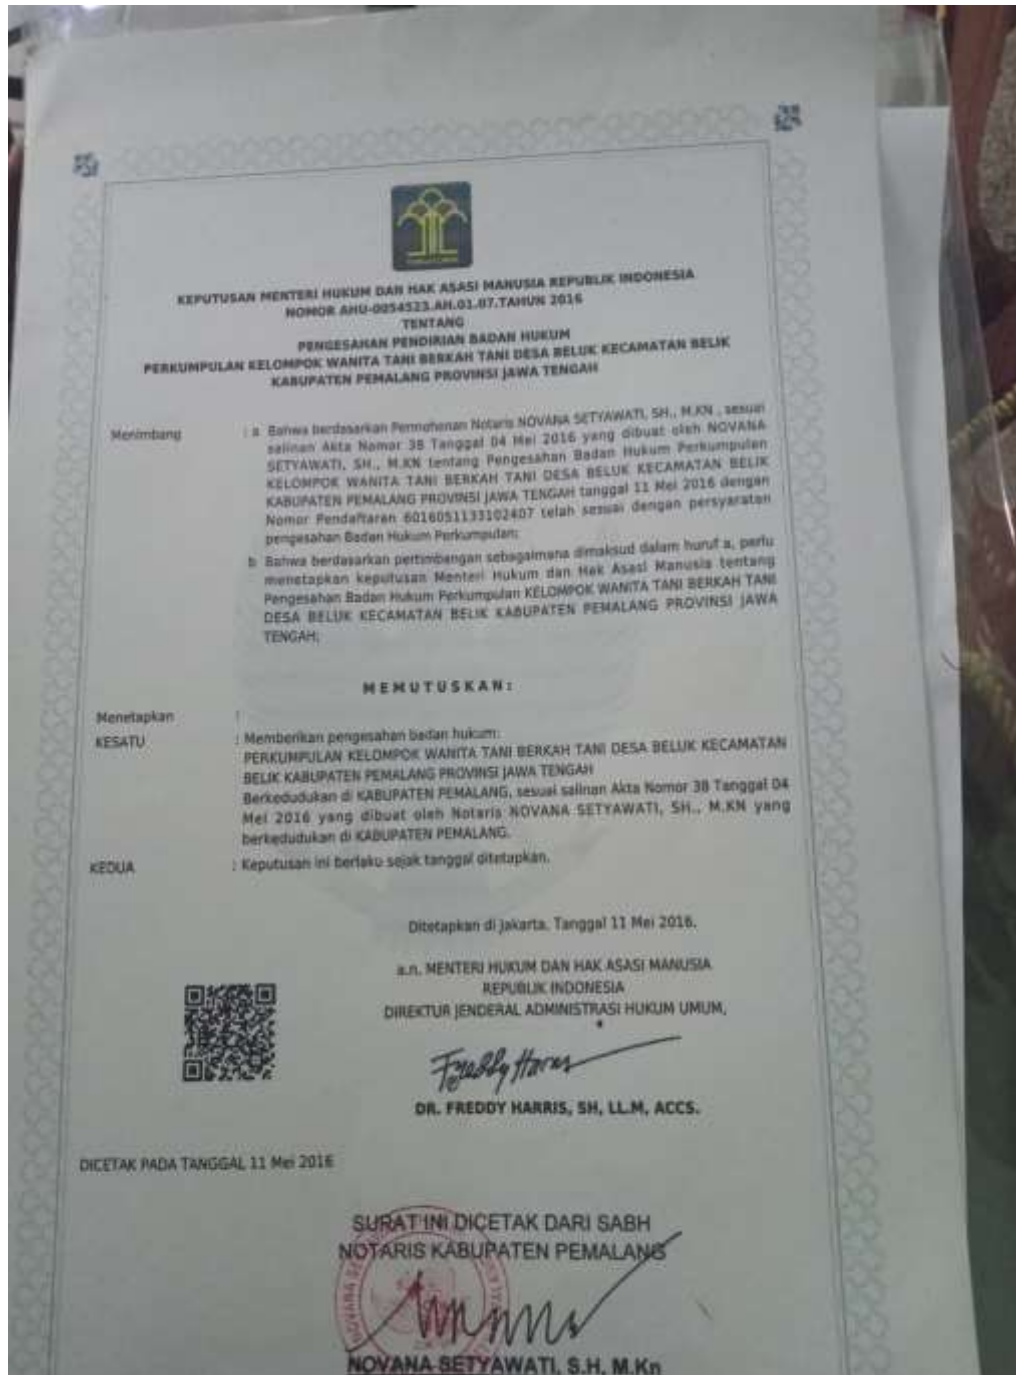 KEPUTUSAN MENTERI HUKUM DAN HAK ASASI MANUSIA REPUBLIK INDONESIA
NOMOR AHU-0054523.AH.01.07.TAHUN 2016
TENTANG
PENGESAHAN PENDIRIAN BADAN HUKUM
PERKUMPULAN KELOMPOK WANITA TANI BERKAH TANI DESA BELUK KECAMATAN BELIK
KABUPATEN PEMALANG PROVINSI JAWA TENGAH
Menimbang : a Bahwa berdasarkan Permohonan Notaris NOVANA SETYAWATI, SH., M.KN , sesuai
salinan Akta Nomor 38 Tanggal 04 Mei 2016 yang dibuat oleh NOVANA
SETYAWATI, SH., M.KN tentang Pengesahan Badan Hukum Perkumpulan
KELOMPOK WANITA TANI BERKAH TANI DESA BELUK KECAMATAN BELIK
KABUPATEN PEMALANG PROVINSI JAWA TENGAH tanggal 11 Mei 2016 dengan
Nomor Pendaftaran 6016051133102407 telah sesuai dengan persyaratan
pengesahan Badan Hukum Perkumpulan;
b Bahwa berdasarkan pertimbangan sebagaimana dimaksud dalam huruf a, perlu
menetapkan keputusan Menteri Hukum dan Hak Asasi Manusia tentang
Pengesahan Badan Hukum Perkumpulan KELOMPOK WANITA TANI BERKAH TANI
DESA BELUK KECAMATAN BELIK KABUPATEN PEMALANG PROVINSI JAWA
TENGAH;
MEMUTUSKAN:
Menetapkan :
KESATU : Memberikan pengesahan badan hukum:
PERKUMPULAN KELOMPOK WANITA TANI BERKAH TANI DESA BELUK KECAMATAN
BELIK KABUPATEN PEMALANG PROVINSI JAWA TENGAH
Berkedudukan di KABUPATEN PEMALANG, sesuai salinan Akta Nomor 38 Tanggal 04
Mei 2016 yang dibuat oleh Notaris NOVANA SETYAWATI, SH., M.KN yang
berkedudukan di KABUPATEN PEMALANG.
KEDUA : Keputusan ini berlaku sejak tanggal ditetapkan.
Ditetapkan di Jakarta, Tanggal 11 Mei 2016.
a.n. MENTERI HUKUM DAN HAK ASASI MANUSIA
REPUBLIK INDONESIA
DIREKTUR JENDERAL ADMINISTRASI HUKUM UMUM,
Freddy Harris
DR. FREDDY HARRIS, SH, LL.M, ACCS.
DICETAK PADA TANGGAL 11 Mei 2016
SURAT INI DICETAK DARI SABH
NOTARIS KABUPATEN PEMALANG
NOVANA SETYAWATI, S.H, M.Kn